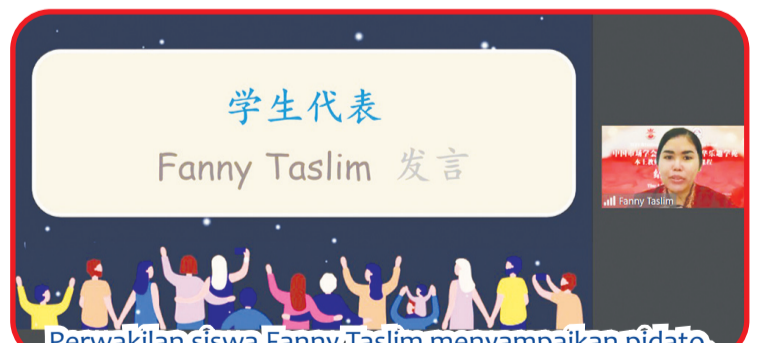 学生代表
Fanny Taslim 发言
Fanny Taslim
Perwakilan siswa Fanny Taslim menyampaikan pidato